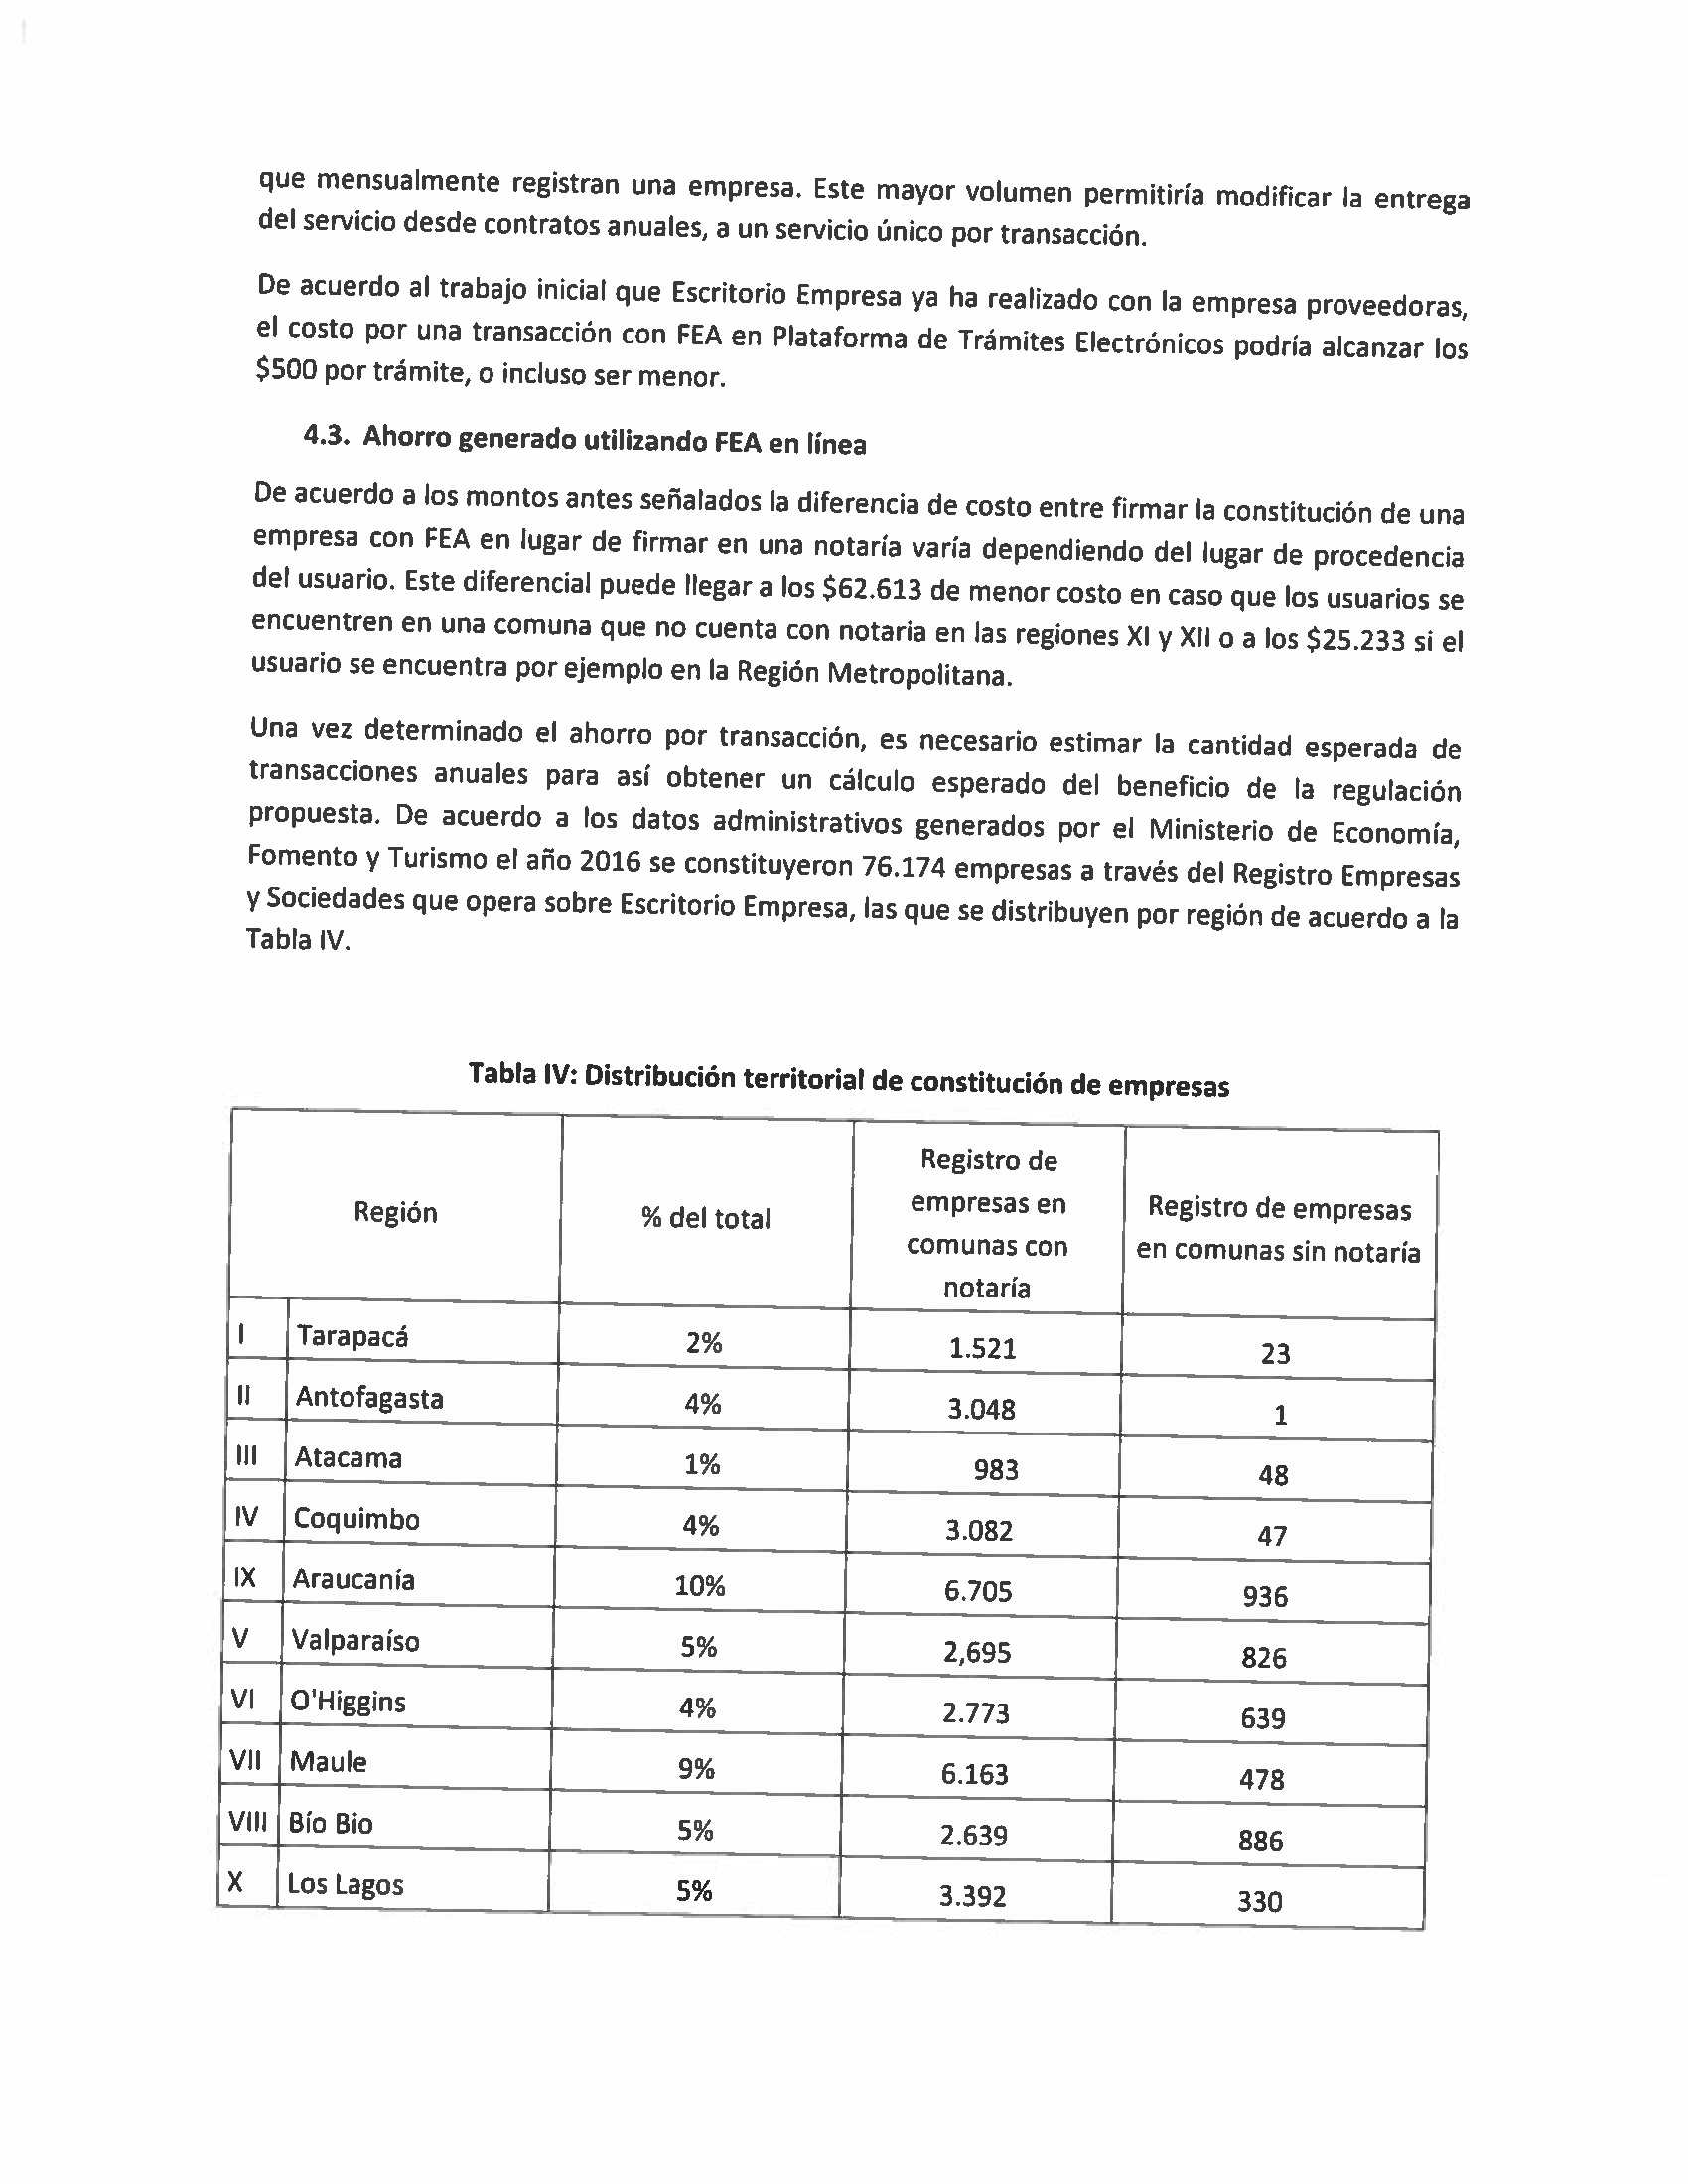 que mensualmente registran una empresa. Este mayor volumen permitiría modificar la entrega
del servicio desde contratos anuales, a un servicio único por transacción.
De acuerdo al trabajo inicial que Escritorio Empresa ya ha realizado con la empresa proveedoras,
el costo por una transacción con FEA en Plataforma de Trámites Electrónicos podría alcanzar los
$500 por trámite, o incluso ser menor.
4.3. Ahorro generado utilizando FEA en línea
De acuerdo a los montos antes señalados la diferencia de costo entre firmar la constitución de una
empresa con FEA en lugar de firmar en una notaría varía dependiendo del lugar de procedencia
del usuario. Este diferencial puede llegar a los $62.613 de menor costo en caso que los usuarios se
encuentren en una comuna que no cuenta con notaria en las regiones XI y XII o a los $25.233 si el
usuario se encuentra por ejemplo en la Región Metropolitana.
Una vez determinado el ahorro por transacción, es necesario estimar la cantidad esperada de
transacciones anuales para así obtener un cálculo esperado del beneficio de la regulación
propuesta. De acuerdo a los datos administrativos generados por el Ministerio de Economía,
Fomento y Turismo el año 2016 se constituyeron 76.174 empresas a través del Registro Empresas
y Sociedades que opera sobre Escritorio Empresa, las que se distribuyen por región de acuerdo a la
Tabla IV.
Tabla IV: Distribución territorial de constitución de empresas
Región % del total Registro de empresas en comunas con notaría Registro de empresas en comunas sin notaría
I Tarapacá 2% 1.521 23
II Antofagasta 4% 3.048 1
III Atacama 1% 983 48
IV Coquimbo 4% 3.082 47
IX Araucanía 10% 6.705 936
V Valparaíso 5% 2,695 826
VI O'Higgins 4% 2.773 639
VII Maule 9% 6.163 478
VIII Bío Bio 5% 2.639 886
X Los Lagos 5% 3.392 330